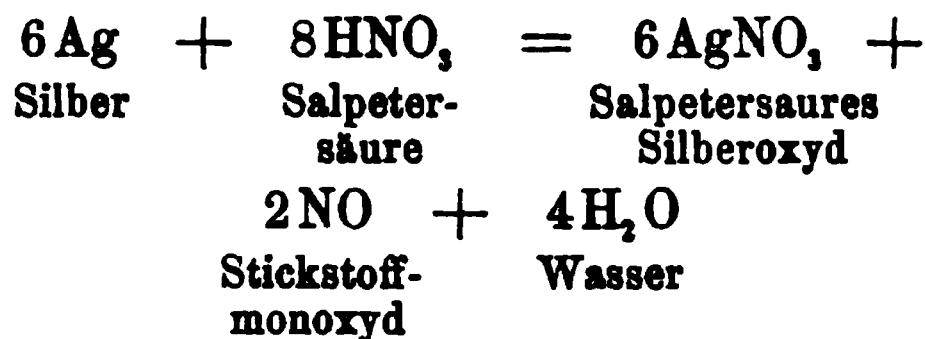 6 Ag + 8 HNO₃ = 6 AgNO₃ +
Silber Salpeter- Salpetersaures
säure Silberoxyd
2 NO + 4 H₂O
Stickstoff- Wasser
monoxyd